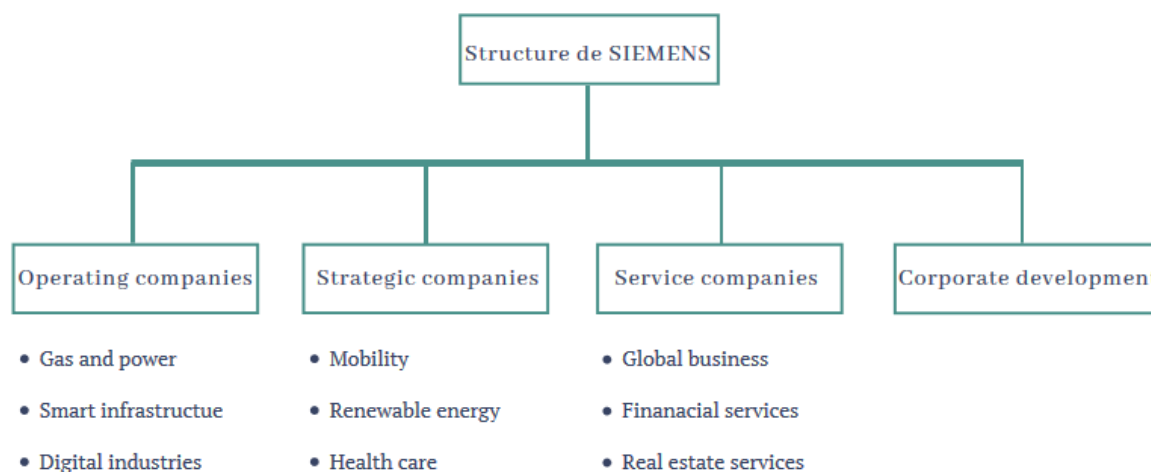 Structure de SIEMENS
Operating companies
Strategic companies
Service companies
Corporate development
• Gas and power
• Smart infrastructue
• Digital industries
• Mobility
• Renewable energy
• Health care
• Global business
• Finanacial services
• Real estate services